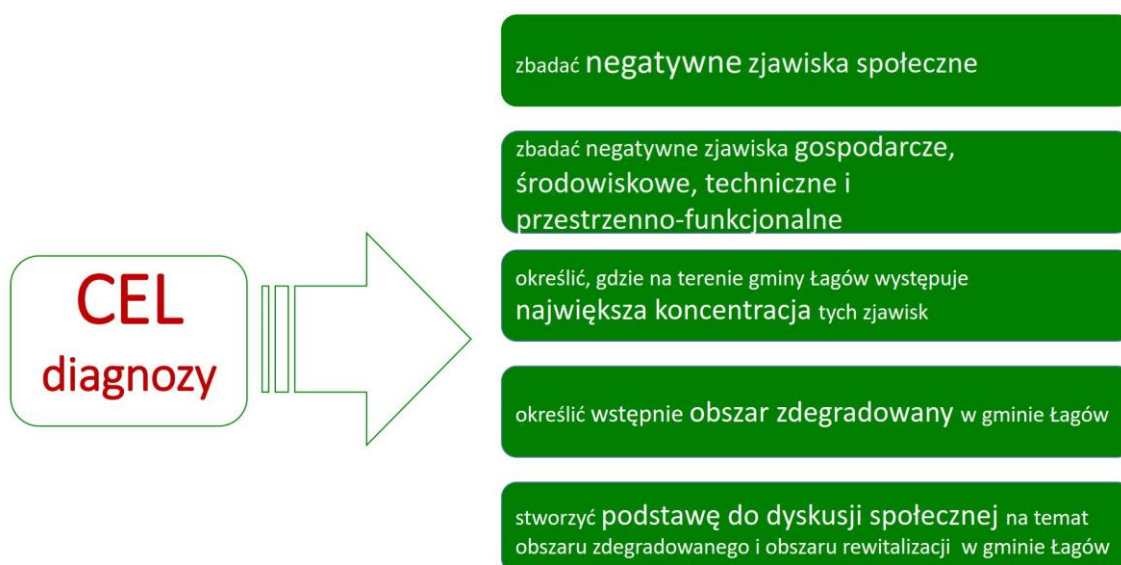 CEL
diagnozy
zbadać negatywne zjawiska społeczne
zbadać negatywne zjawiska gospodarcze,
środowiskowe, techniczne i
przestrzenno-funkcjonalne
określić, gdzie na terenie gminy Łagów występuje
największa koncentracja tych zjawisk
określić wstępnie obszar zdegradowany w gminie Łagów
stworzyć podstawę do dyskusji społecznej na temat
obszaru zdegradowanego i obszaru rewitalizacji w gminie Łagów